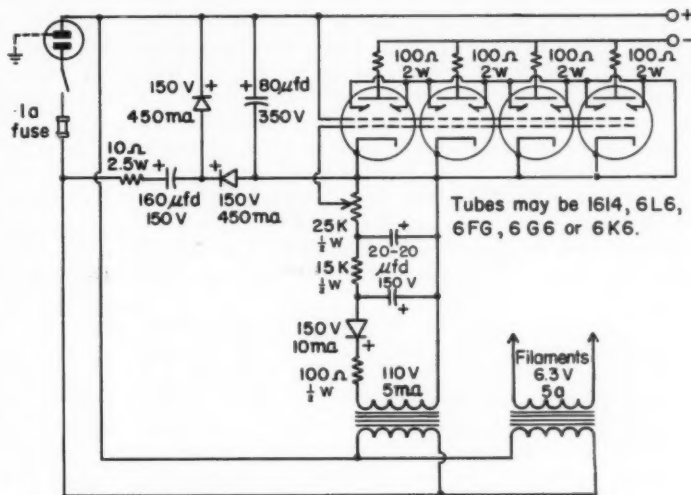 +
−
1a
fuse
10Ω
2.5w
160μfd
150V
150V
450ma
+
+
150V
450ma
+
+
80μfd
350V
100Ω
2w
100Ω
2w
100Ω
2w
100Ω
2w
Tubes may be 1614, 6L6,
6FG, 6G6 or 6K6.
25K
½W
15K
½W
+
20-20
μfd
150V
+
150V
10ma
+
100Ω
½W
110V
5ma
Filaments
6.3V
5a